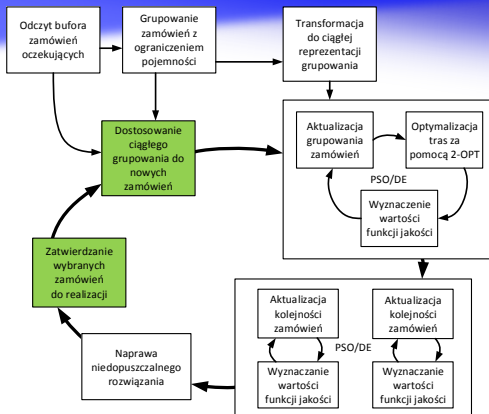 Odczyt bufora
zamówień
oczekujących
Grupowanie
zamówień z
ograniczeniem
pojemności
Transformacja
do ciągłej
reprezentacji
grupowania
Dostosowanie
ciągłego
grupowania do
nowych
zamówień
Aktualizacja
grupowania
zamówień
Optymalizacja
tras za
pomocą 2-OPT
PSO/DE
Wyznaczenie
wartości
funkcji jakości
Zatwierdzanie
wybranych
zamówień
do realizacji
Naprawa
niedopuszczalnego
rozwiązania
Aktualizacja
kolejności
zamówień
Aktualizacja
kolejności
zamówień
PSO/DE
Wyznaczanie
wartości
funkcji jakości
Wyznaczanie
wartości
funkcji jakości